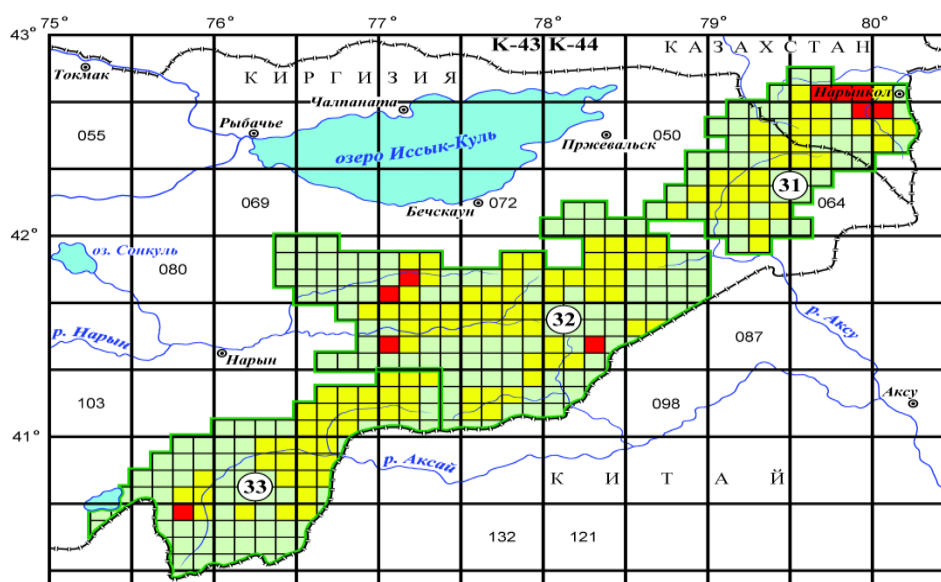 75° 76° 77° 78° 79° 80°
43°
К-43 К-44
КАЗАХСТАН
Токмак
КИРГИЗИЯ
Нарынкол
Чалпаната
Рыбачье
055
050
Пржевальск
озеро Иссык-Куль
31
069
Бечскаун
072
064
42°
оз. Сонкуль
080
р. Аксу
32
р. Нарын
Нарын
087
103
098
Аксу
41°
р. Аксай
КИТАЙ
33
132
121